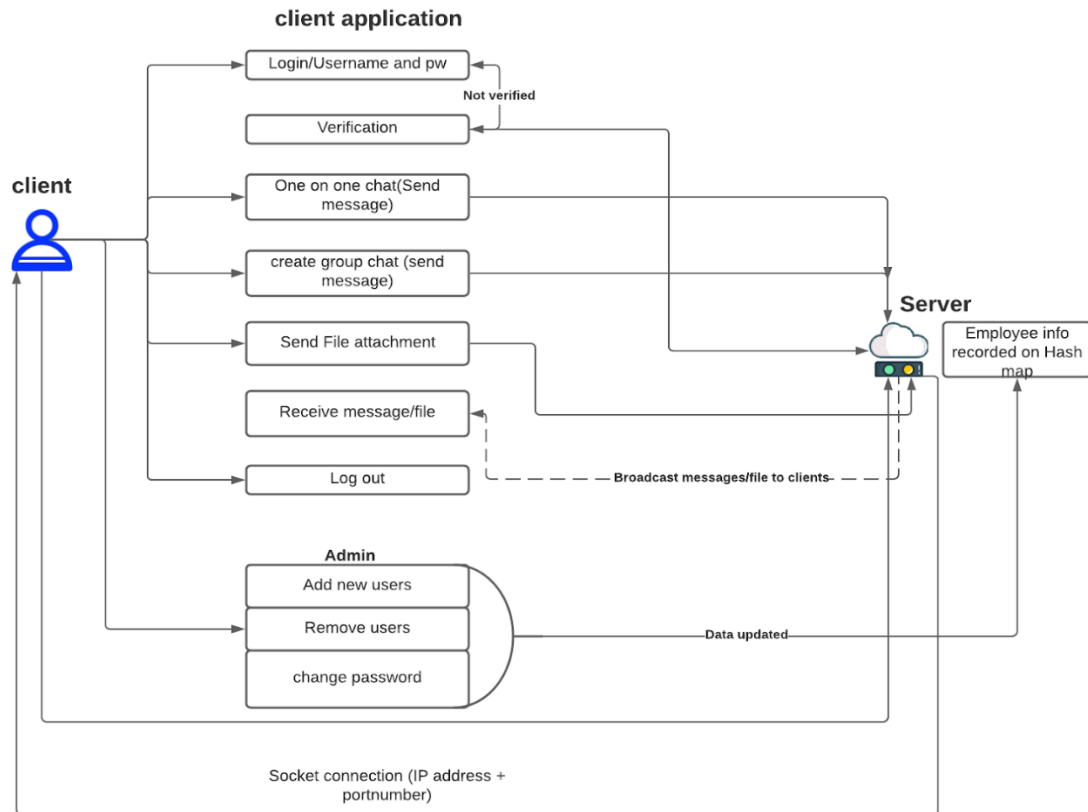 client application
Login/Username and pw
Not verified
Verification
client
One on one chat(Send
message)
create group chat (send
message)
Server
Send File attachment
Employee info
recorded on Hash
map
Receive message/file
Log out
Broadcast messages/file to clients
Admin
Add new users
Remove users
Data updated
change password
Socket connection (IP address +
portnumber)